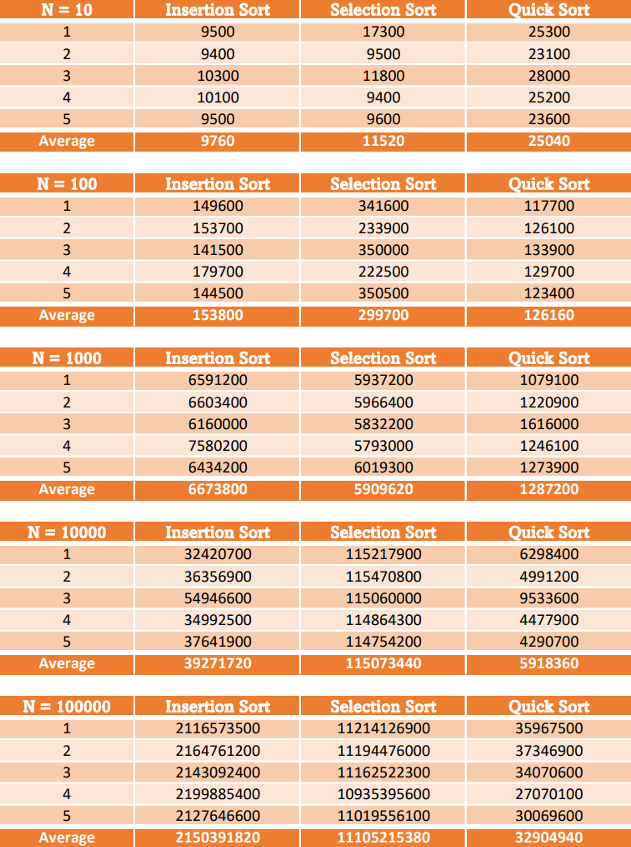 N = 10 Insertion Sort Selection Sort Quick Sort
1 9500 17300 25300
2 9400 9500 23100
3 10300 11800 28000
4 10100 9400 25200
5 9500 9600 23600
Average 9760 11520 25040
N = 100 Insertion Sort Selection Sort Quick Sort
1 149600 341600 117700
2 153700 233900 126100
3 141500 350000 133900
4 179700 222500 129700
5 144500 350500 123400
Average 153800 299700 126160
N = 1000 Insertion Sort Selection Sort Quick Sort
1 6591200 5937200 1079100
2 6603400 5966400 1220900
3 6160000 5832200 1616000
4 7580200 5793000 1246100
5 6434200 6019300 1273900
Average 6673800 5909620 1287200
N = 10000 Insertion Sort Selection Sort Quick Sort
1 32420700 115217900 6298400
2 36356900 115470800 4991200
3 54946600 115060000 9533600
4 34992500 114864300 4477900
5 37641900 114754200 4290700
Average 39271720 115073440 5918360
N = 100000 Insertion Sort Selection Sort Quick Sort
1 2116573500 11214126900 35967500
2 2164761200 11194476000 37346900
3 2143092400 11162522300 34070600
4 2199885400 10935395600 27070100
5 2127646600 11019556100 30069600
Average 2150391820 11105215380 32904940